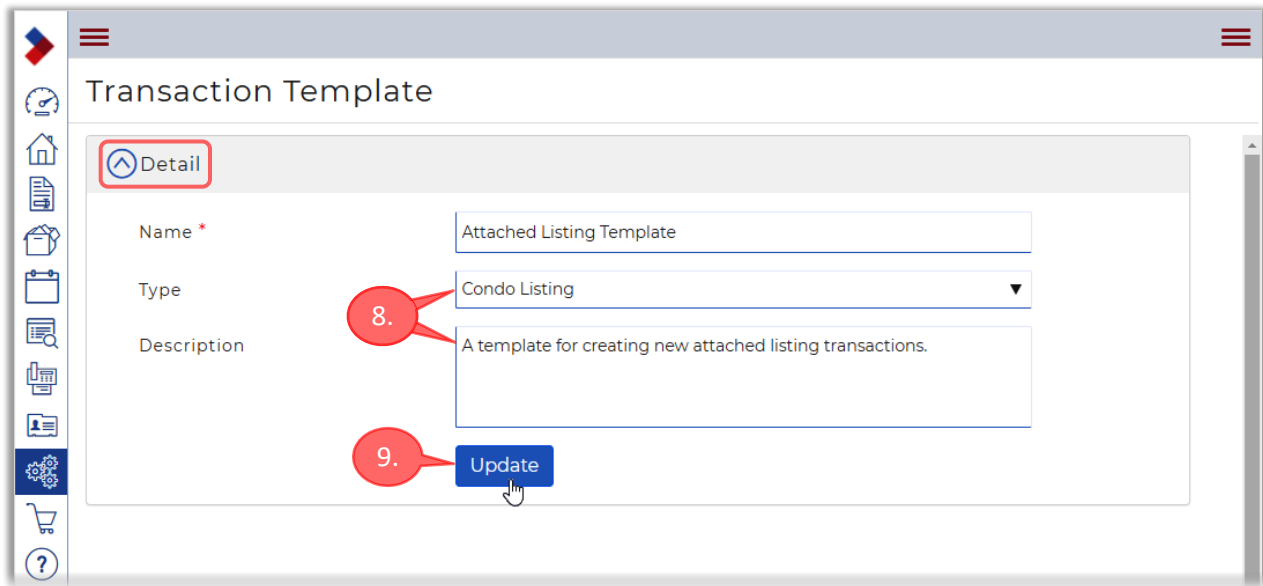 Transaction Template
Detail
Name *
Attached Listing Template
Type
Condo Listing
8.
Description
A template for creating new attached listing transactions.
9.
Update
?